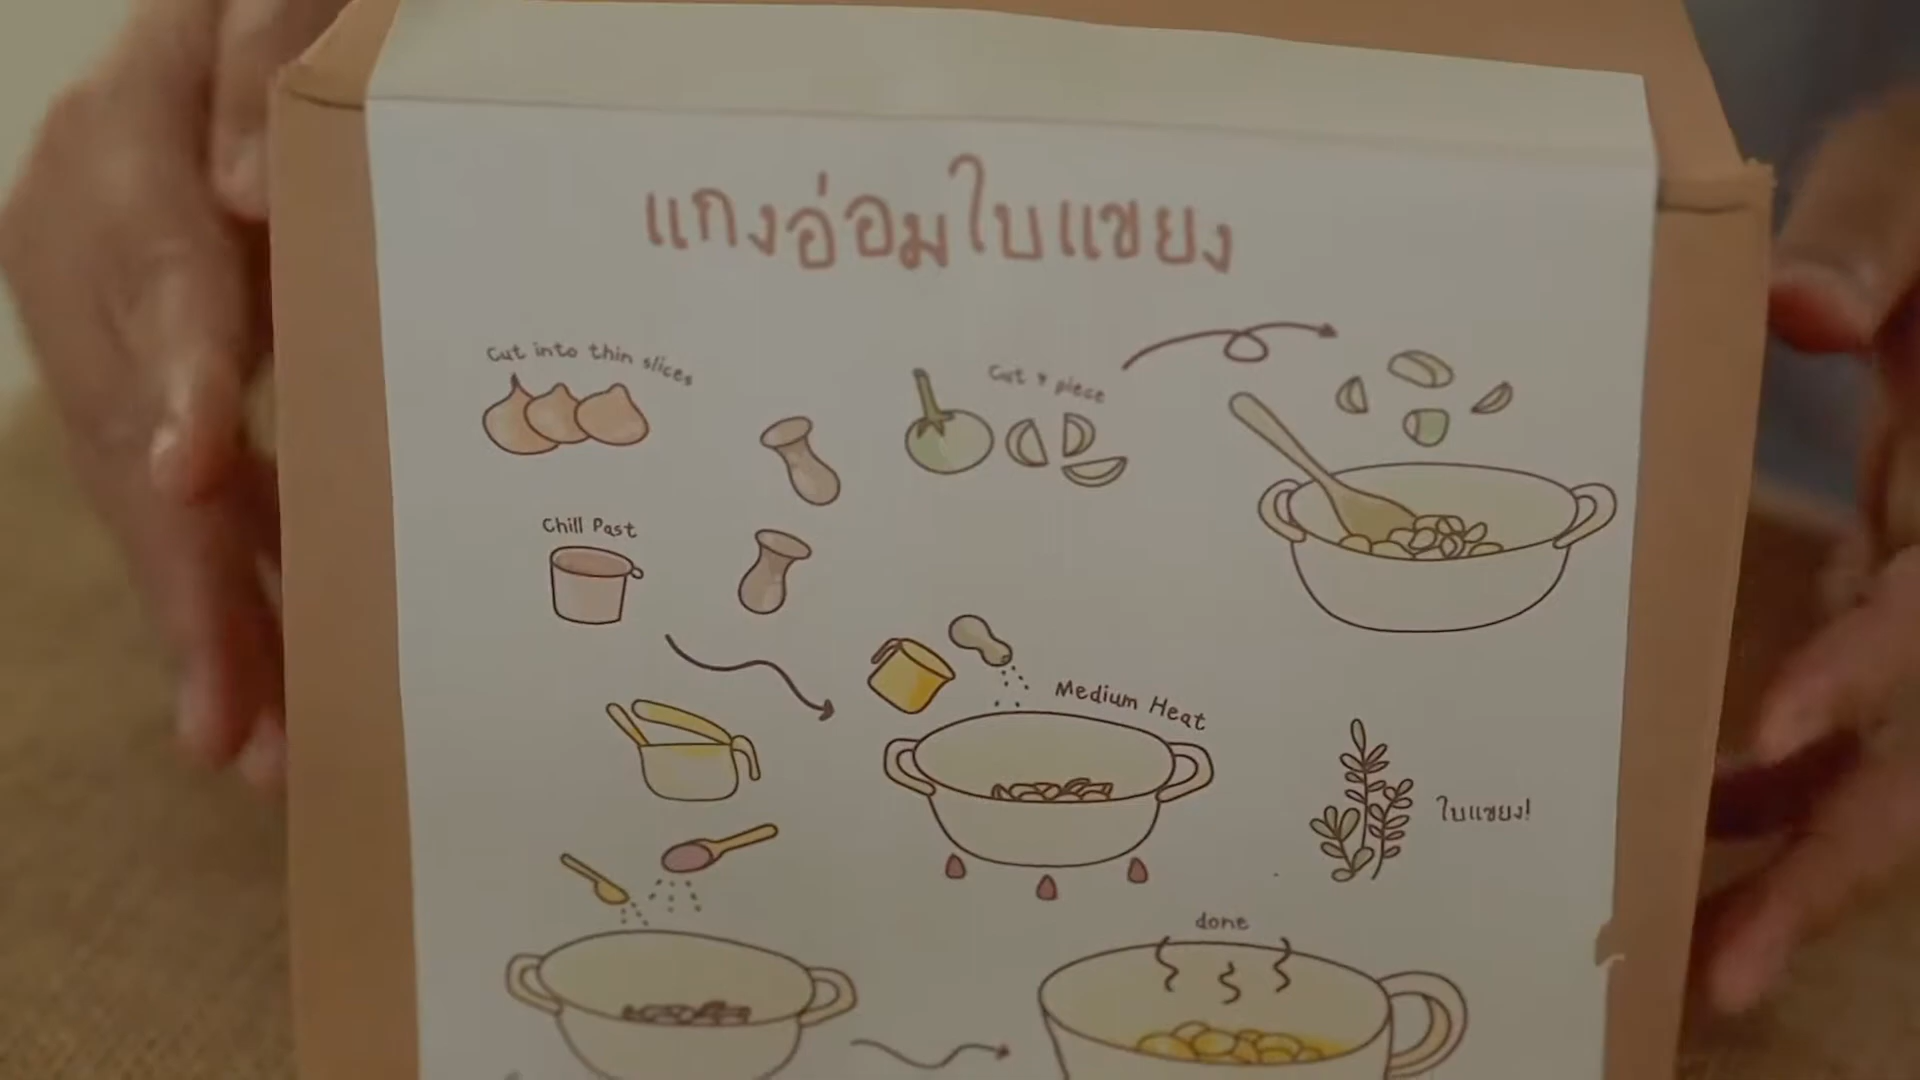 แกงอ่อมใบแขยง
Cut into thin slices
Cut 4 piece
Chill Past
Medium Heat
ใบแขยง!
done